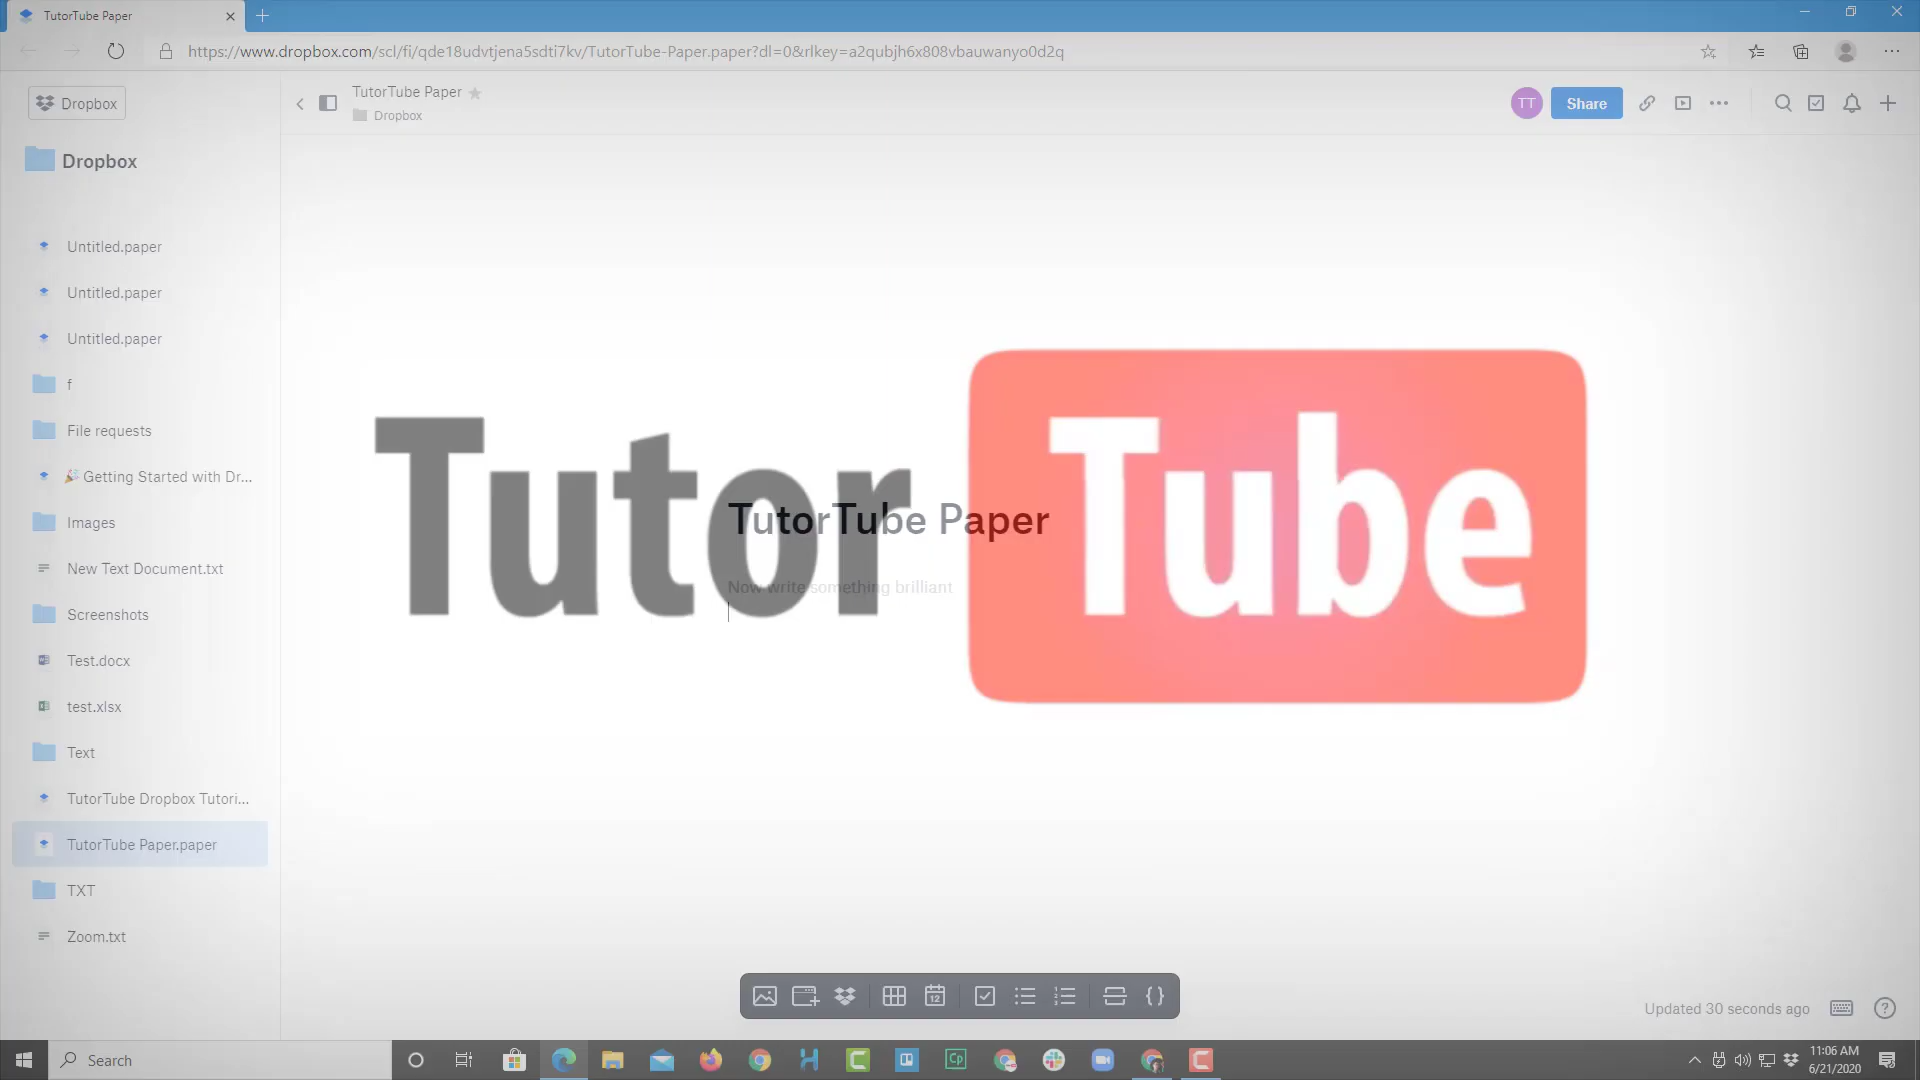 TutorTube Paper
https://www.dropbox.com/scl/fi/qde18udvtjena5sdti7kv/TutorTube-Paper.paper?dl=0&rlkey=a2qubjh6x808vbauwanyo0d2q
Dropbox
TutorTube Paper
Dropbox
TT
Share
Dropbox
Untitled.paper
Untitled.paper
Untitled.paper
f
File requests
Getting Started with Dr...
Images
New Text Document.txt
Screenshots
Test.docx
test.xlsx
Text
TutorTube Dropbox Tutori...
TutorTube Paper.paper
TXT
Zoom.txt
Tutor Tube
TutorTube Paper
Now write something brilliant
12
Updated 30 seconds ago
Search
Cp
11:06 AM
6/21/2020